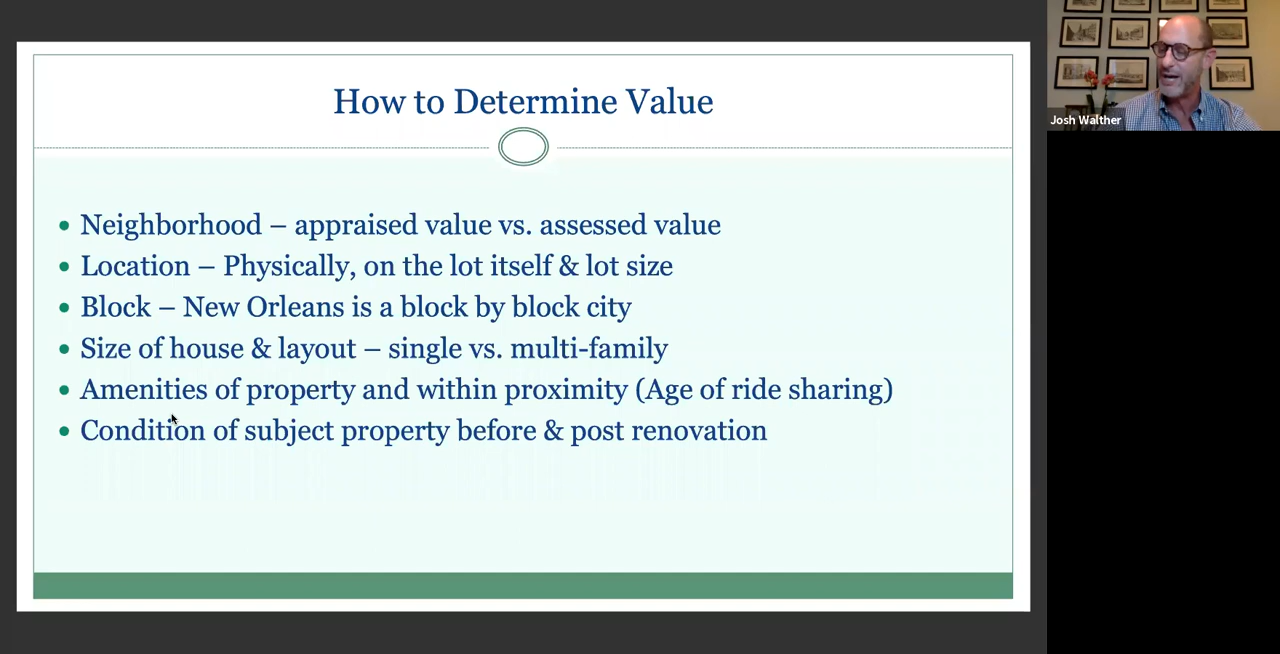 How to Determine Value
Neighborhood – appraised value vs. assessed value
Location – Physically, on the lot itself & lot size
Block – New Orleans is a block by block city
Size of house & layout – single vs. multi-family
Amenities of property and within proximity (Age of ride sharing)
Condition of subject property before & post renovation
Josh Walther